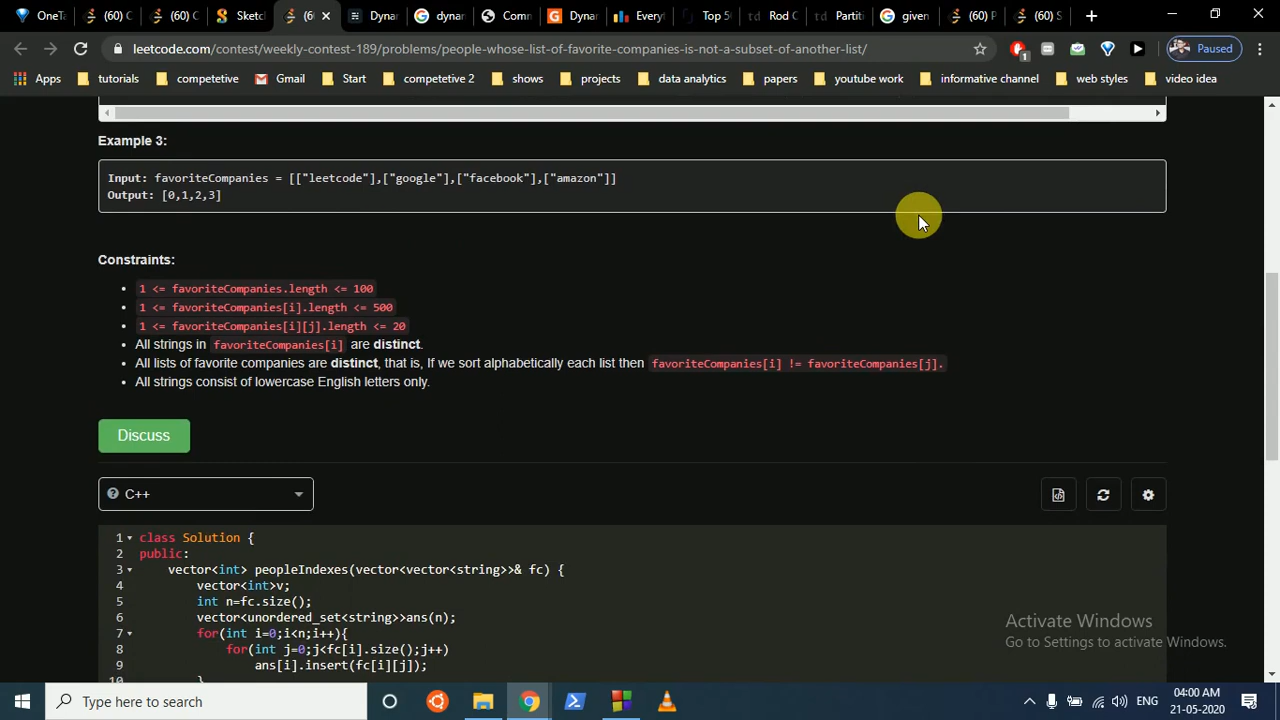 OneTa
(60) C
(60) C
Sketch
(6
Dynar
dynar
Comn
Dynar
Every
Top 5
Rod C
Partiti
given
(60) P
(60) S
leetcode.com/contest/weekly-contest-189/problems/people-whose-list-of-favorite-companies-is-not-a-subset-of-another-list/
1
Paused
Apps
tutorials
competetive
Gmail
Start
competetive 2
shows
projects
data analytics
papers
youtube work
informative channel
web styles
video idea
Example 3:
Input: favoriteCompanies = [["leetcode"],["google"],["facebook"],["amazon"]]
Output: [0,1,2,3]
Constraints:
1 <= favoriteCompanies.length <= 100
1 <= favoriteCompanies[i].length <= 500
1 <= favoriteCompanies[i][j].length <= 20
All strings in favoriteCompanies[i] are distinct.
All lists of favorite companies are distinct, that is, If we sort alphabetically each list then favoriteCompanies[i] != favoriteCompanies[j].
All strings consist of lowercase English letters only.
Discuss
C++
1 class Solution {
2 public:
3 vector<int> peopleIndexes(vector<vector<string>>& fc) {
4 vector<int>v;
5 int n=fc.size();
6 vector<unordered_set<string>>ans(n);
7 for(int i=0;i<n;i++){
8 for(int j=0;j<fc[i].size();j++)
9 ans[i].insert(fc[i][j]);
10 }
Activate Windows
Go to Settings to activate Windows.
Type here to search
ENG
04:00 AM
21-05-2020